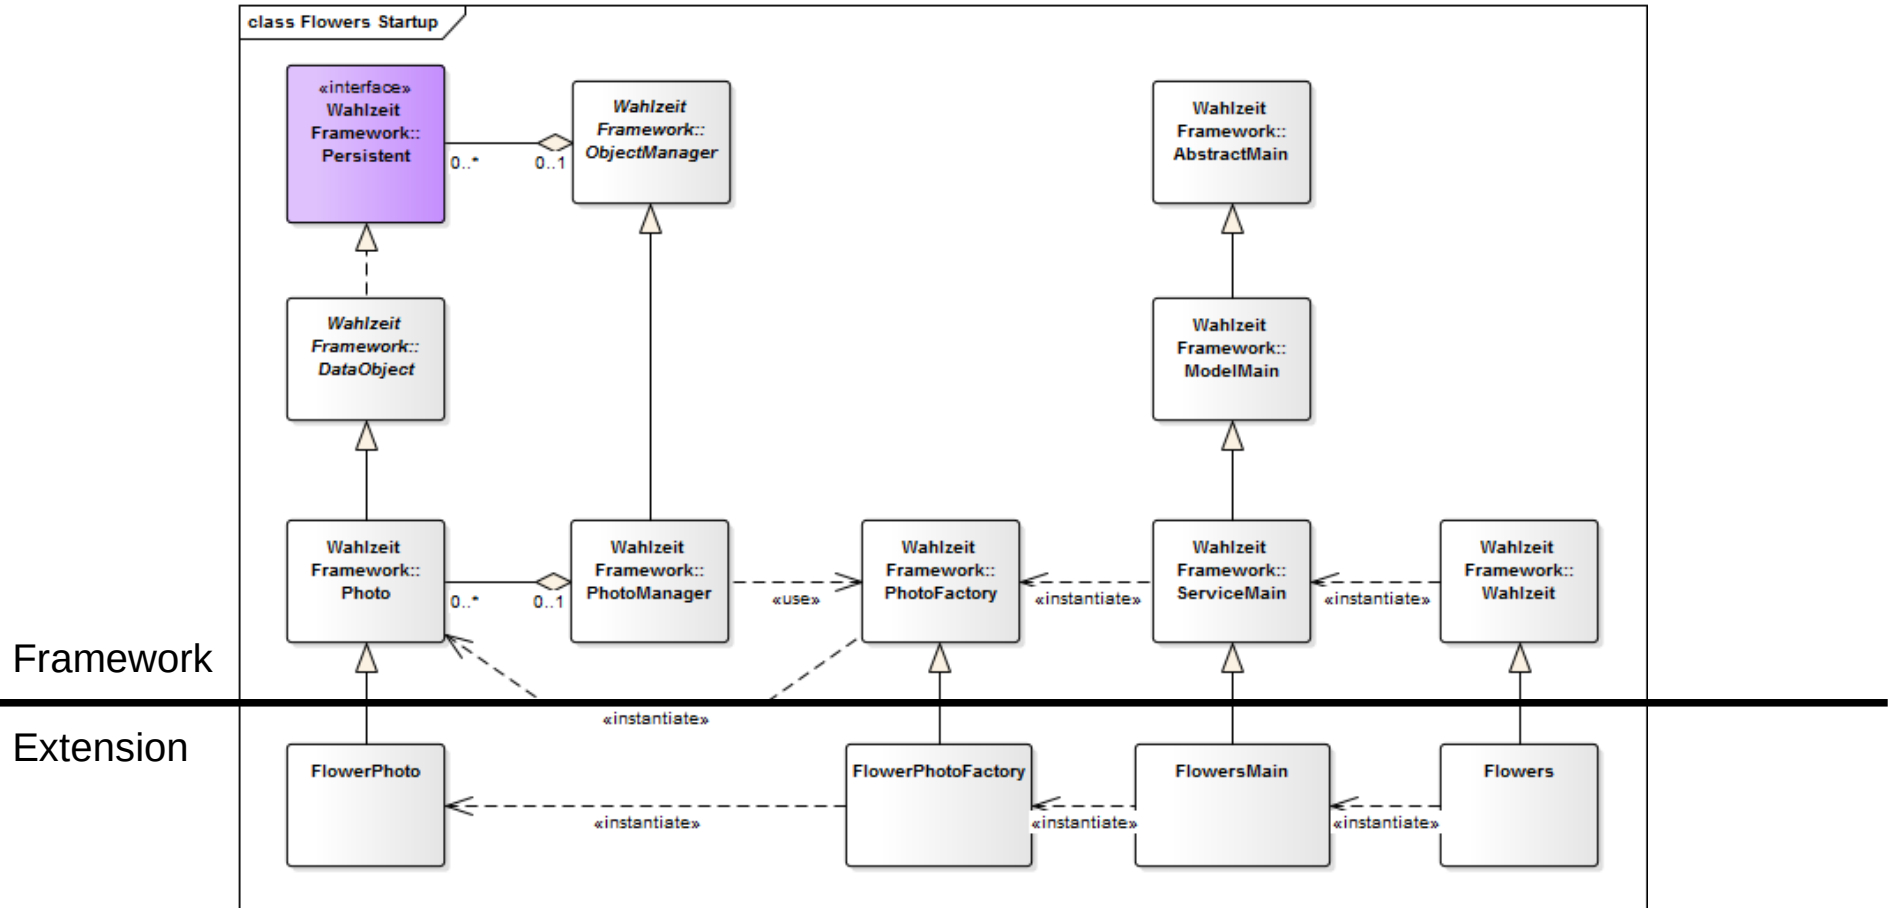 class Flowers Startup
«interface»
Wahlzeit
Framework::
Persistent
0..*
0..1
Wahlzeit
Framework::
ObjectManager
Wahlzeit
Framework::
AbstractMain
Wahlzeit
Framework::
DataObject
Wahlzeit
Framework::
ModelMain
Wahlzeit
Framework::
Photo
0..*
0..1
Wahlzeit
Framework::
PhotoManager
«use»
Wahlzeit
Framework::
PhotoFactory
«instantiate»
Wahlzeit
Framework::
ServiceMain
«instantiate»
Wahlzeit
Framework::
Wahlzeit
Framework
«instantiate»
Extension
FlowerPhoto
«instantiate»
FlowerPhotoFactory
«instantiate»
FlowersMain
«instantiate»
Flowers